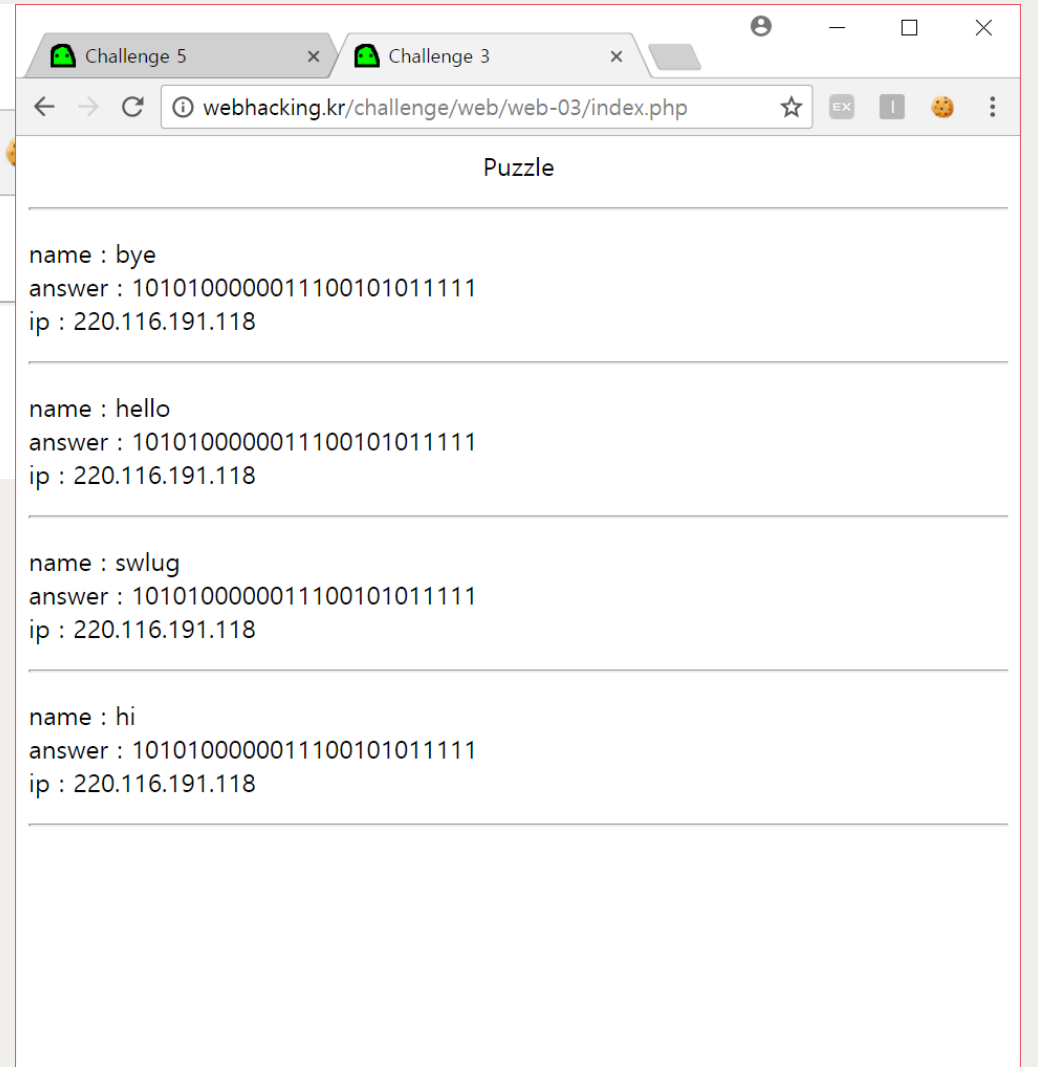 Challenge 5
Challenge 3
webhacking.kr/challenge/web/web-03/index.php
EX
I
Puzzle
name : bye
answer : 1010100000011100101011111
ip : 220.116.191.118
name : hello
answer : 1010100000011100101011111
ip : 220.116.191.118
name : swlug
answer : 1010100000011100101011111
ip : 220.116.191.118
name : hi
answer : 1010100000011100101011111
ip : 220.116.191.118